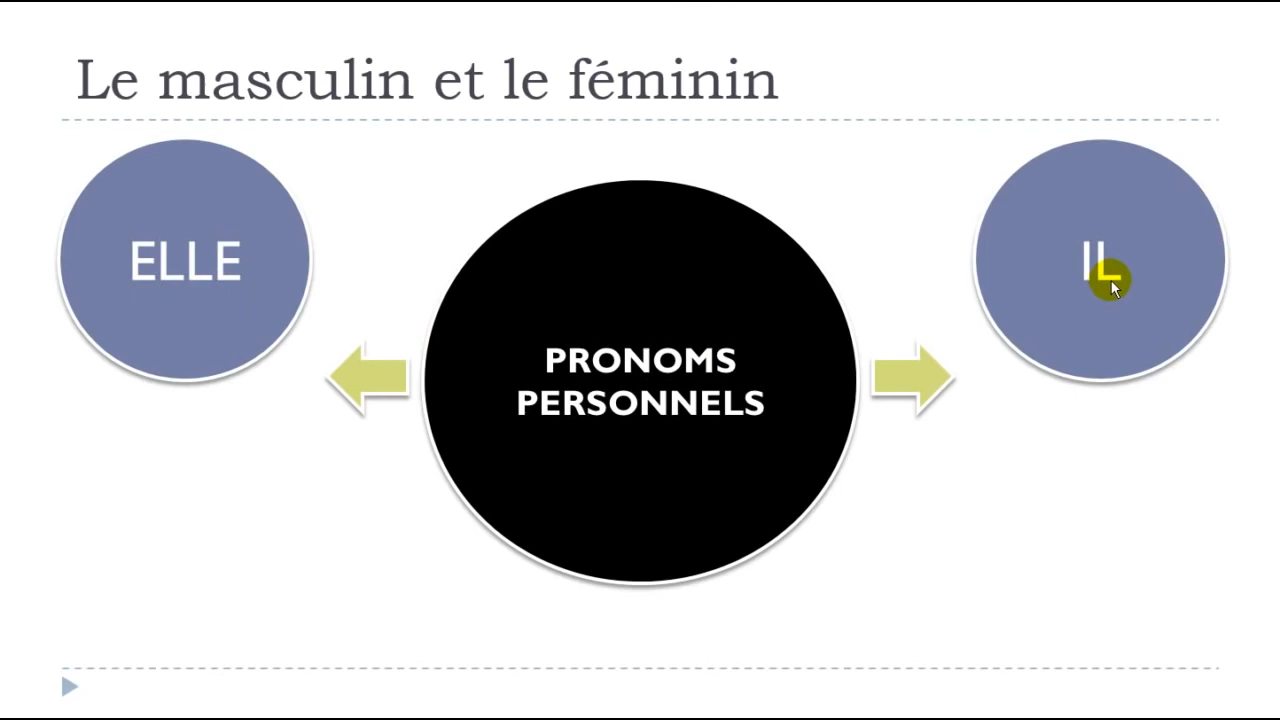 Le masculin et le féminin
ELLE
PRONOMS
PERSONNELS
IL